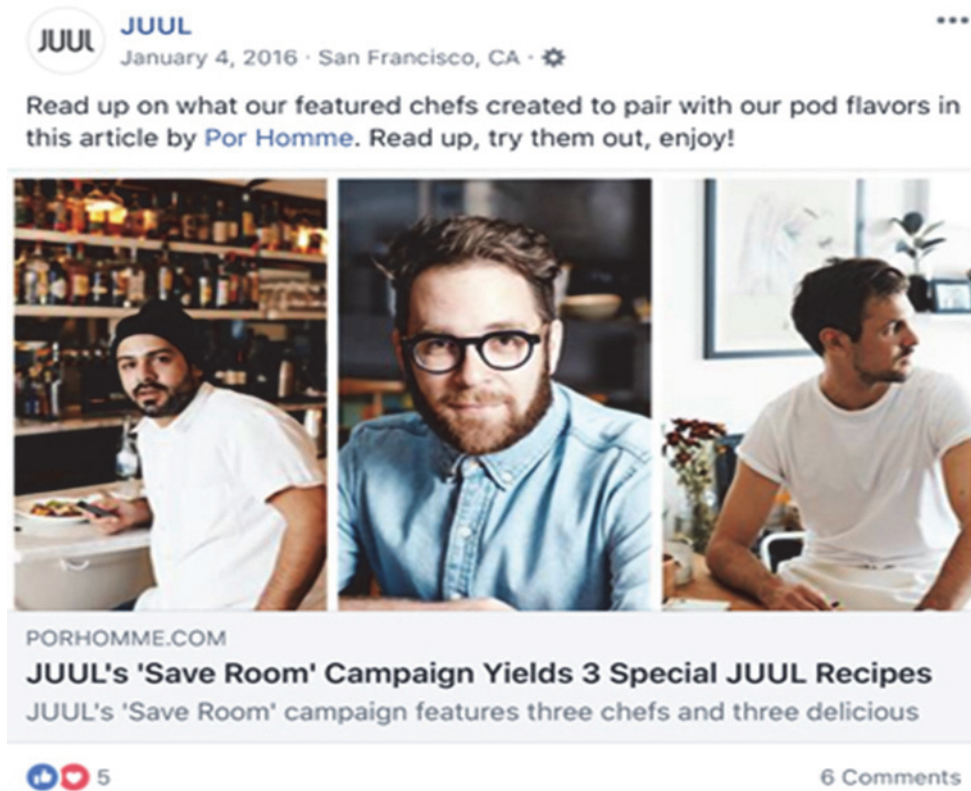 JUUL
JUUL
January 4, 2016 · San Francisco, CA ·
Read up on what our featured chefs created to pair with our pod flavors in
this article by Por Homme. Read up, try them out, enjoy!
PORHOMME.COM
JUUL's 'Save Room' Campaign Yields 3 Special JUUL Recipes
JUUL's 'Save Room' campaign features three chefs and three delicious
5
6 Comments